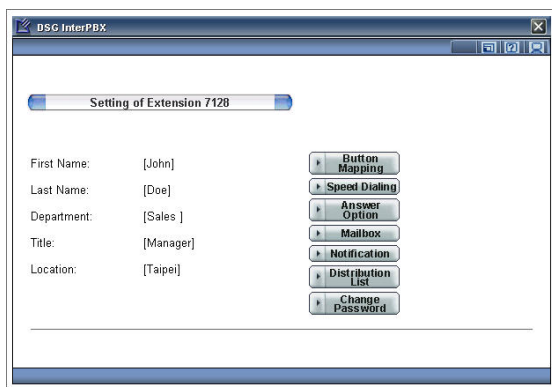 DSG InterPBX
Setting of Extension 7128
First Name: [John]
Last Name: [Doe]
Department: [Sales ]
Title: [Manager]
Location: [Taipei]
Button
Mapping
Speed Dialing
Answer
Option
Mailbox
Notification
Distribution
List
Change
Password